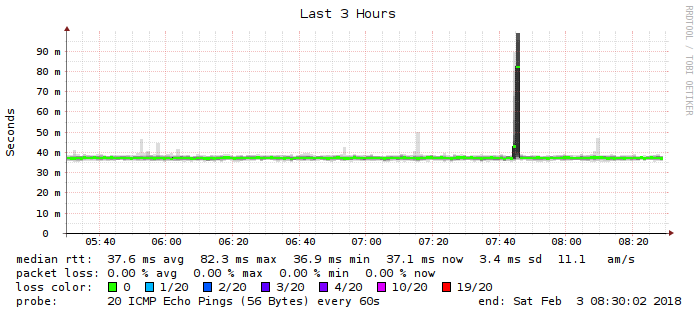 Last 3 Hours
RRDTOOL / TOBI OETIKER
Seconds
90 m
80 m
70 m
60 m
50 m
40 m
30 m
20 m
10 m
0
05:40 06:00 06:20 06:40 07:00 07:20 07:40 08:00 08:20
median rtt: 37.6 ms avg 82.3 ms max 36.9 ms min 37.1 ms now 3.4 ms sd 11.1 am/s
packet loss: 0.00 % avg 0.00 % max 0.00 % min 0.00 % now
loss color: 0 1/20 2/20 3/20 4/20 10/20 19/20
probe: 20 ICMP Echo Pings (56 Bytes) every 60s end: Sat Feb 3 08:30:02 2018